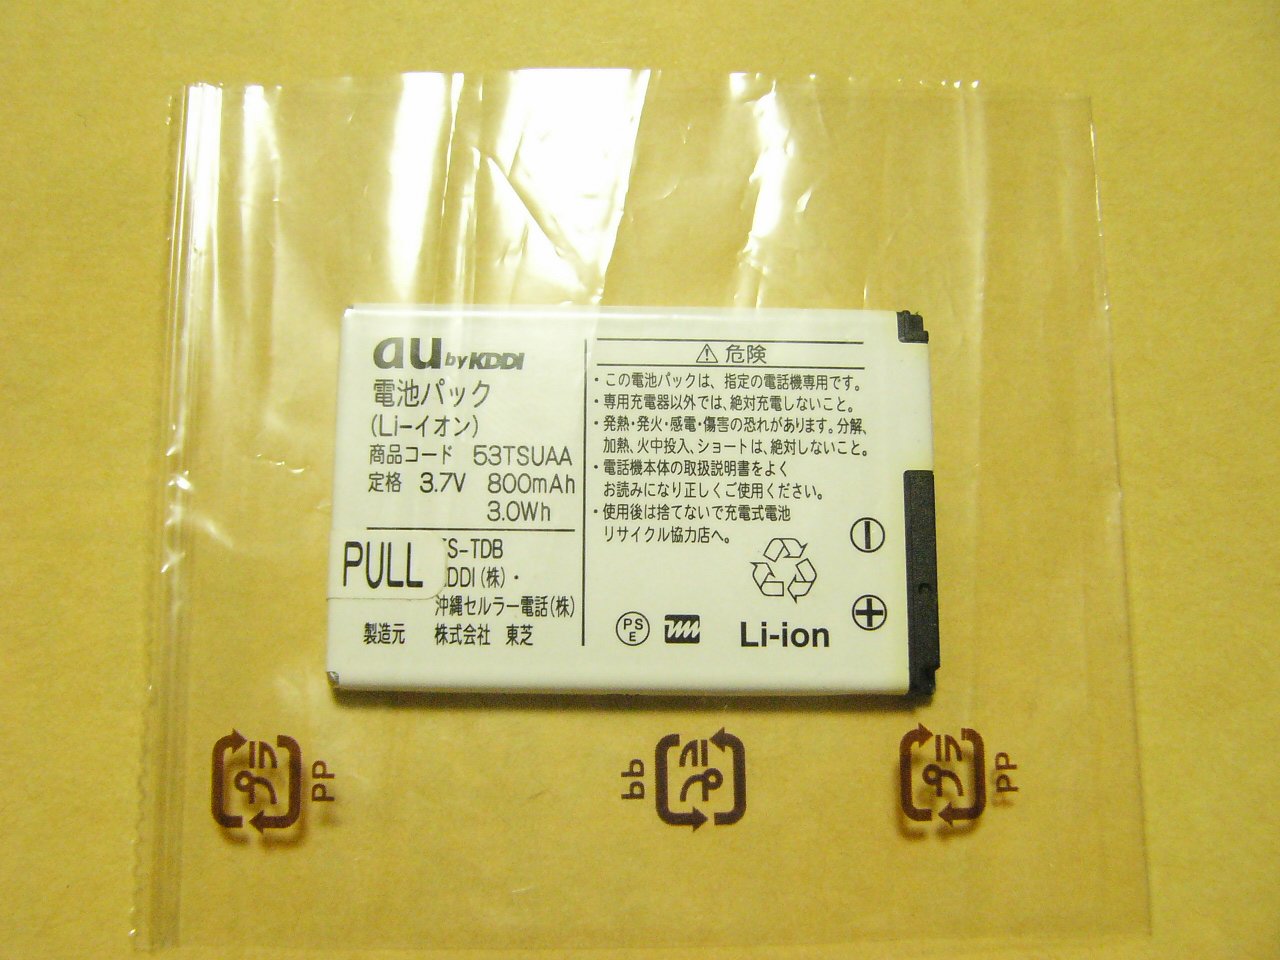 au by KDDI
電池パック
(Li-イオン)
商品コード 53TSUAA
定格 3.7V 800mAh
3.0Wh
PULL
TS-TDB
KDDI(株)・
沖縄セルラー電話(株)
製造元 株式会社 東芝
⚠ 危険
・この電池パックは、指定の電話機専用です。
・専用充電器以外では、絶対充電しないこと。
・発熱・発火・感電・傷害の恐れがあります。分解、
加熱、火中投入、ショートは、絶対しないこと。
・電話機本体の取扱説明書をよく
お読みになり正しくご使用ください。
・使用後は捨てないで充電式電池
リサイクル協力店へ。
PS
E
Li-ion
プラ
PP
プラ
PP
プラ
PP